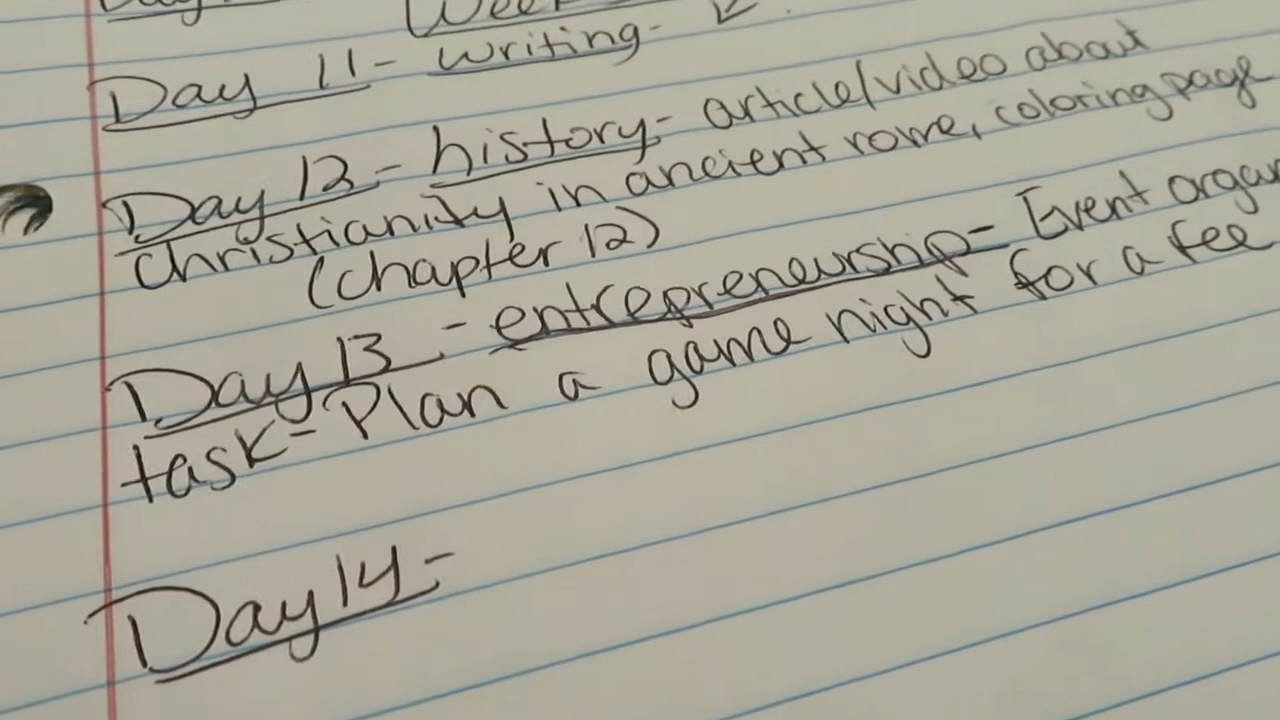 Week
Day 11- writing-
Day 12- history- article/video about
Christianity in ancient rome, coloring page
(Chapter 12)
Day 13- entrepreneurship- Event
task- Plan a game night for a fee
Day 14-